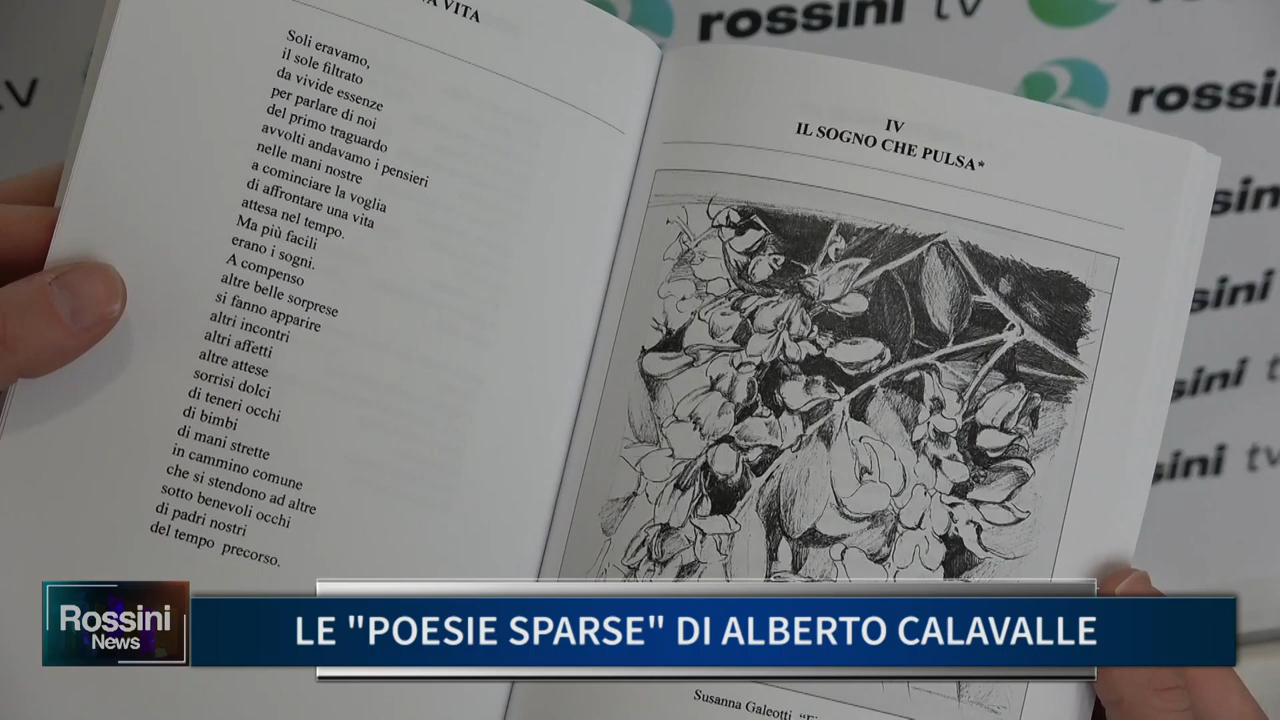 VITA
Soli eravamo,
il sole filtrato
da vivide essenze
per parlare di noi
del primo traguardo
avvolti andavamo i pensieri
nelle mani nostre
a cominciare la voglia
di affrontare una vita
attesa nel tempo.
Ma più facili
erano i sogni.
A compenso
altre belle sorprese
si fanno apparire
altri incontri
altri affetti
altre attese
sorrisi dolci
di teneri occhi
di bimbi
di mani strette
in cammino comune
che si stendono ad altre
sotto benevoli occhi
di padri nostri
del tempo precorso.
IV
IL SOGNO CHE PULSA*
Susanna Galeotti,
rossini tv
rossini
tv
Rossini
News
LE "POESIE SPARSE" DI ALBERTO CALAVALLE